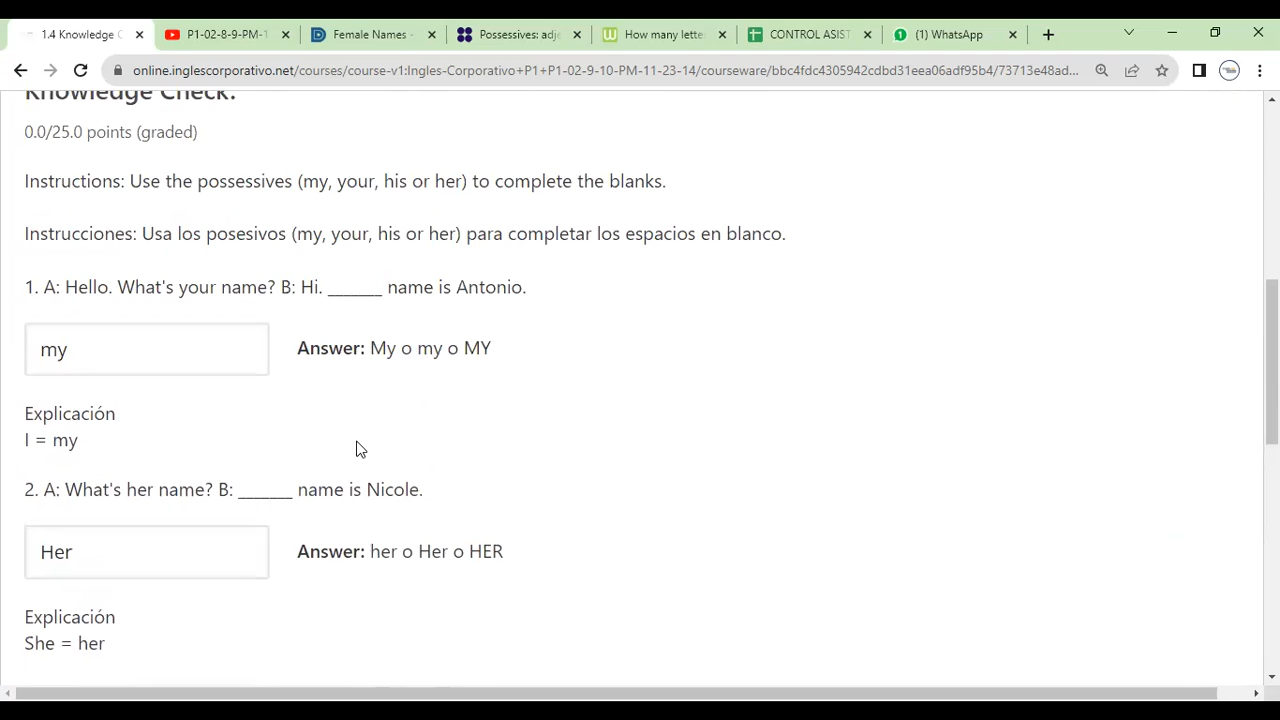 1.4 Knowledge C
P1-02-8-9-PM-1
Female Names -
Possessives: adje
How many lette
CONTROL ASIST
(1) WhatsApp
online.inglescorporativo.net/courses/course-v1:Ingles-Corporativo+P1+P1-02-9-10-PM-11-23-14/courseware/bbc4fdc4305942cdbd31eea06adf95b4/73713e48ad...
Knowledge Check:
0.0/25.0 points (graded)
Instructions: Use the possessives (my, your, his or her) to complete the blanks.
Instrucciones: Usa los posesivos (my, your, his or her) para completar los espacios en blanco.
1. A: Hello. What's your name? B: Hi. ______ name is Antonio.
my
Answer: My o my o MY
Explicación
I = my
2. A: What's her name? B: ______ name is Nicole.
Her
Answer: her o Her o HER
Explicación
She = her